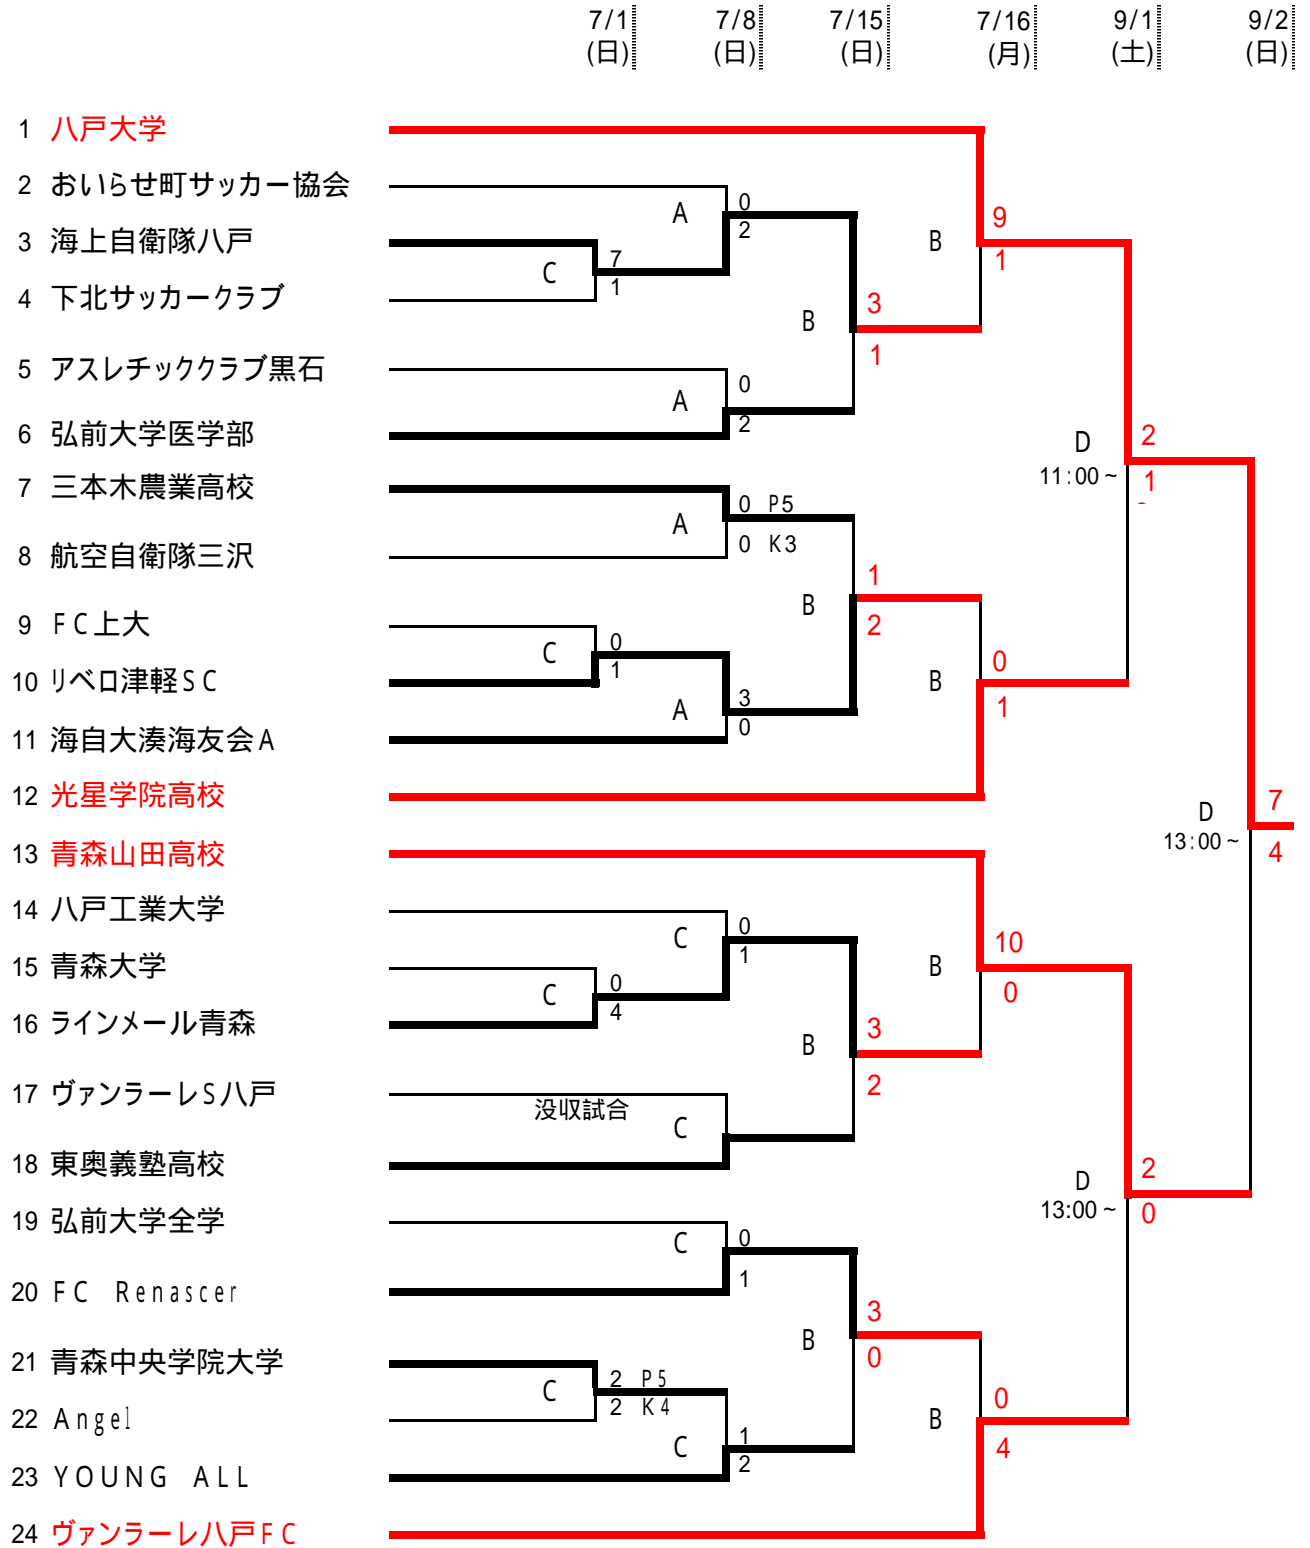 7/1 7/8 7/15 7/16 9/1 9/2
(日) (日) (日) (月) (土) (日)
1 八戸大学
2 おいらせ町サッカー協会
A 0
2
9
B
1
3 海上自衛隊八戸
C 7
1
4 下北サッカークラブ
3
B
1
5 アスレチッククラブ黒石
A 0
2
6 弘前大学医学部
D 2
11:00~ 1
7 三本木農業高校
A 0 P5
0 K3
8 航空自衛隊三沢
1
B
2
9 FC上大
C 0
1
0
B
1
10 リベロ津軽SC
A 3
0
11 海自大湊海友会A
12 光星学院高校
D 7
13:00~ 4
13 青森山田高校
14 八戸工業大学
C 0
1
10
B
0
15 青森大学
C 0
4
16 ラインメール青森
3
B
2
17 ヴァンラーレS八戸
没収試合 C
18 東奥義塾高校
D 2
13:00~ 0
19 弘前大学全学
C 0
1
20 FC Renascer
3
B
0
21 青森中央学院大学
C 2 P5
2 K4
22 Angel
0
B
4
C 1
2
23 YOUNG ALL
24 ヴァンラーレ八戸FC